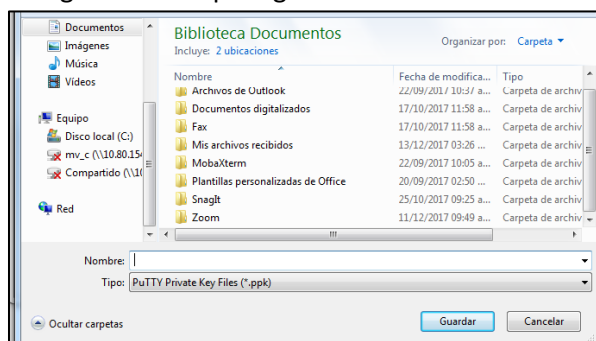 Documentos
Imágenes
Música
Vídeos
Equipo
Disco local (C:)
mv_c (\\10.80.15
Compartido (\\1
Red
Biblioteca Documentos
Incluye: 2 ubicaciones
Organizar por: Carpeta
Nombre Fecha de modifica... Tipo
Archivos de Outlook 22/09/2017 10:37 a... Carpeta de archiv
Documentos digitalizados 17/10/2017 11:58 a... Carpeta de archiv
Fax 17/10/2017 11:58 a... Carpeta de archiv
Mis archivos recibidos 13/12/2017 03:26 ... Carpeta de archiv
MobaXterm 22/09/2017 10:05 a... Carpeta de archiv
Plantillas personalizadas de Office 20/09/2017 02:50 ... Carpeta de archiv
SnagIt 25/10/2017 09:25 a... Carpeta de archiv
Zoom 11/12/2017 09:49 a... Carpeta de archiv
Nombre:
Tipo: PuTTY Private Key Files (*.ppk)
Ocultar carpetas Guardar Cancelar